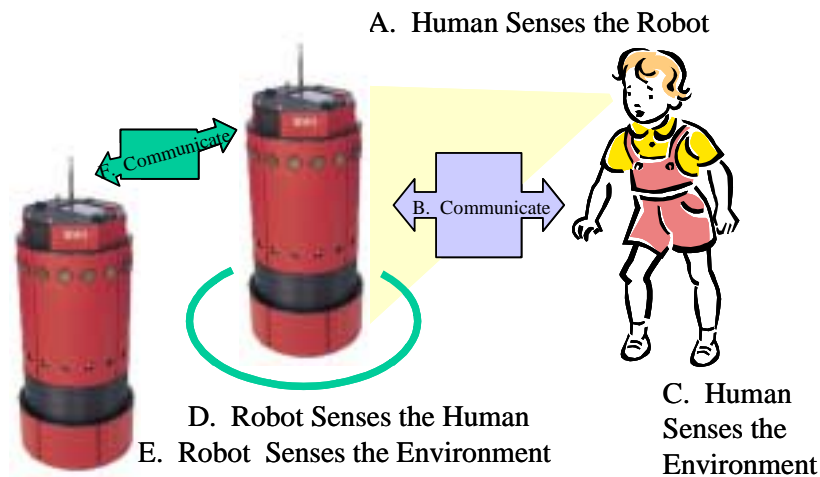 A. Human Senses the Robot
F. Communicate
B. Communicate
D. Robot Senses the Human
E. Robot Senses the Environment
C. Human
Senses the
Environment